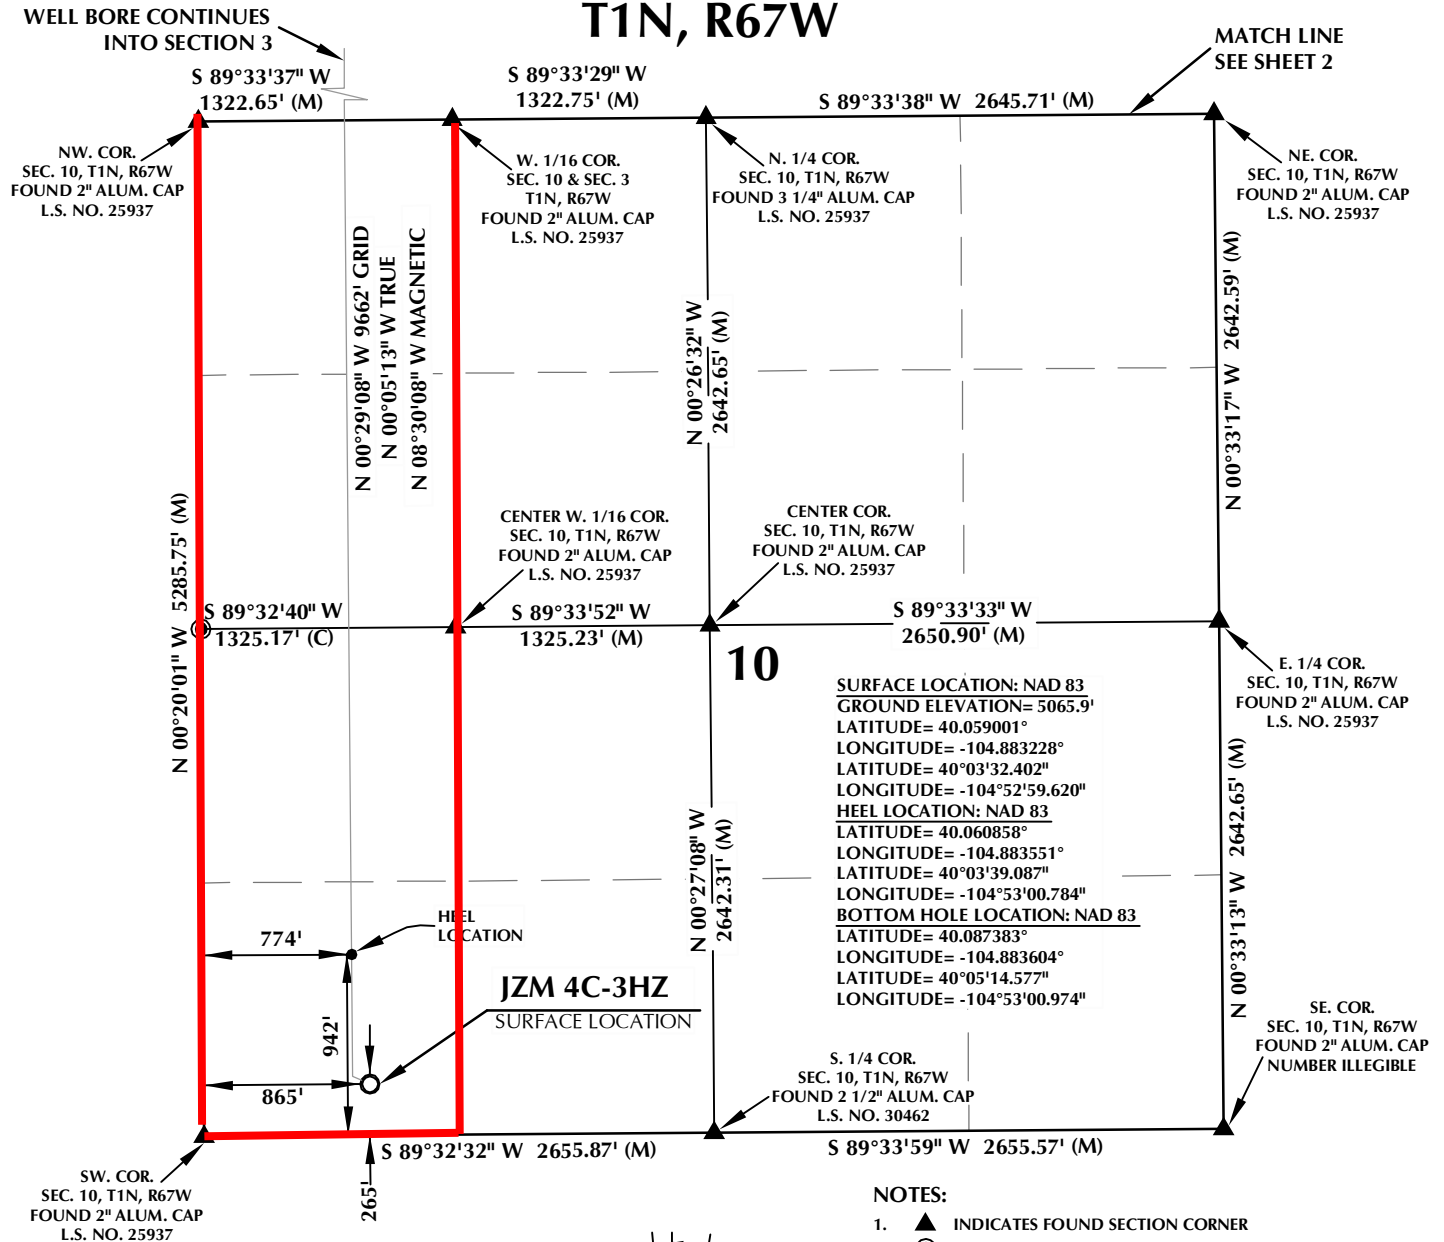 T1N, R67W
WELL BORE CONTINUES
INTO SECTION 3
MATCH LINE
SEE SHEET 2
S 89°33'37" W
1322.65' (M)
S 89°33'29" W
1322.75' (M)
S 89°33'38" W 2645.71' (M)
NW. COR.
SEC. 10, T1N, R67W
FOUND 2" ALUM. CAP
L.S. NO. 25937
W. 1/16 COR.
SEC. 10 & SEC. 3
T1N, R67W
FOUND 2" ALUM. CAP
L.S. NO. 25937
N. 1/4 COR.
SEC. 10, T1N, R67W
FOUND 3 1/4" ALUM. CAP
L.S. NO. 25937
NE. COR.
SEC. 10, T1N, R67W
FOUND 2" ALUM. CAP
L.S. NO. 25937
N 00°29'08" W 9662' GRID
N 00°05'13" W TRUE
N 08°30'08" W MAGNETIC
N 00°26'32" W
2642.65' (M)
N 00°33'17" W 2642.59' (M)
N 00°20'01" W 5285.75' (M)
CENTER W. 1/16 COR.
SEC. 10, T1N, R67W
FOUND 2" ALUM. CAP
L.S. NO. 25937
CENTER COR.
SEC. 10, T1N, R67W
FOUND 2" ALUM. CAP
L.S. NO. 25937
S 89°32'40" W
1325.17' (C)
S 89°33'52" W
1325.23' (M)
S 89°33'33" W
2650.90' (M)
10
E. 1/4 COR.
SEC. 10, T1N, R67W
FOUND 2" ALUM. CAP
L.S. NO. 25937
SURFACE LOCATION: NAD 83
GROUND ELEVATION= 5065.9'
LATITUDE= 40.059001°
LONGITUDE= -104.883228°
LATITUDE= 40°03'32.402"
LONGITUDE= -104°52'59.620"
HEEL LOCATION: NAD 83
LATITUDE= 40.060858°
LONGITUDE= -104.883551°
LATITUDE= 40°03'39.087"
LONGITUDE= -104°53'00.784"
BOTTOM HOLE LOCATION: NAD 83
LATITUDE= 40.087383°
LONGITUDE= -104.883604°
LATITUDE= 40°05'14.577"
LONGITUDE= -104°53'00.974"
N 00°27'08" W
2642.31' (M)
N 00°33'13" W 2642.65' (M)
HEEL
LOCATION
774'
942'
JZM 4C-3HZ
SURFACE LOCATION
865'
265'
S. 1/4 COR.
SEC. 10, T1N, R67W
FOUND 2 1/2" ALUM. CAP
L.S. NO. 30462
SE. COR.
SEC. 10, T1N, R67W
FOUND 2" ALUM. CAP
NUMBER ILLEGIBLE
S 89°32'32" W 2655.87' (M)
S 89°33'59" W 2655.57' (M)
SW. COR.
SEC. 10, T1N, R67W
FOUND 2" ALUM. CAP
L.S. NO. 25937
NOTES:
1. INDICATES FOUND SECTION CORNER